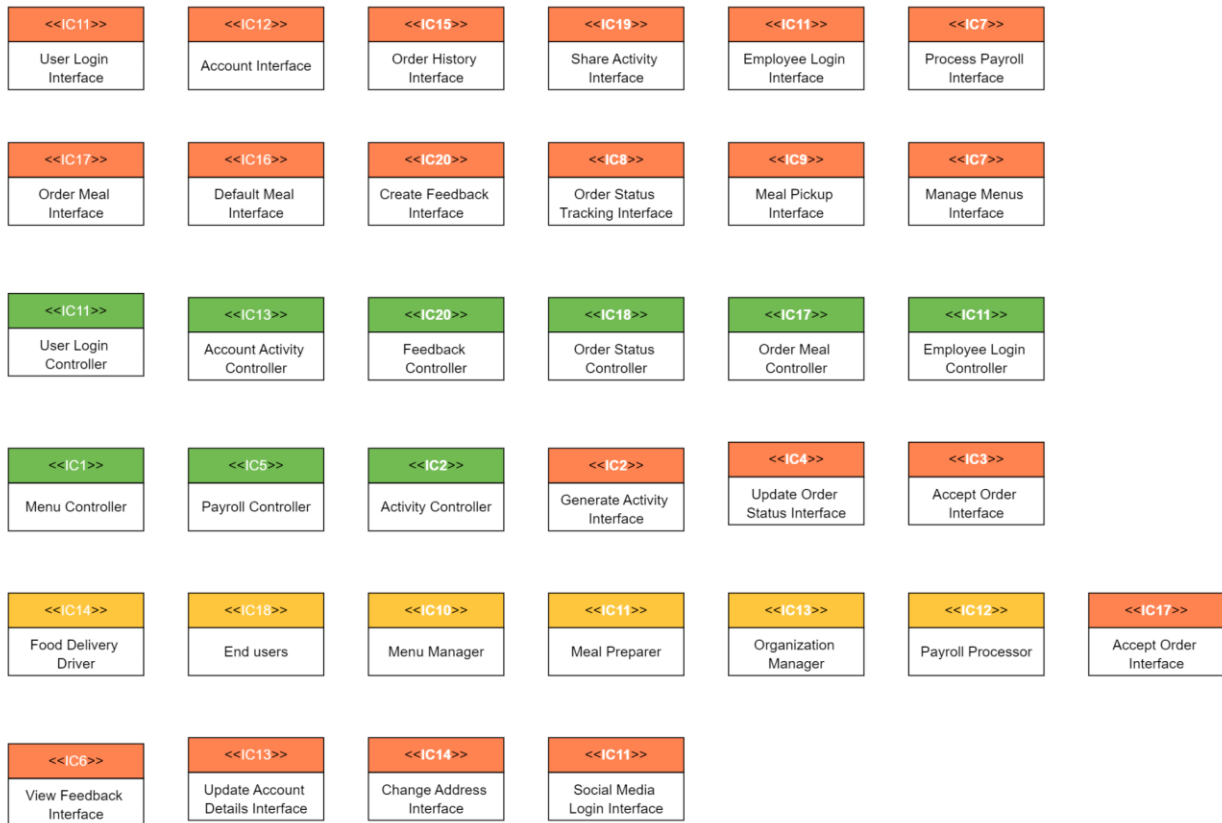 <<IC11>>
User Login
Interface
<<IC12>>
Account Interface
<<IC15>>
Order History
Interface
<<IC19>>
Share Activity
Interface
<<IC11>>
Employee Login
Interface
<<IC7>>
Process Payroll
Interface
<<IC17>>
Order Meal
Interface
<<IC16>>
Default Meal
Interface
<<IC20>>
Create Feedback
Interface
<<IC8>>
Order Status
Tracking Interface
<<IC9>>
Meal Pickup
Interface
<<IC7>>
Manage Menus
Interface
<<IC11>>
User Login
Controller
<<IC13>>
Account Activity
Controller
<<IC20>>
Feedback
Controller
<<IC18>>
Order Status
Controller
<<IC17>>
Order Meal
Controller
<<IC11>>
Employee Login
Controller
<<IC1>>
Menu Controller
<<IC5>>
Payroll Controller
<<IC2>>
Activity Controller
<<IC2>>
Generate Activity
Interface
<<IC4>>
Update Order
Status Interface
<<IC3>>
Accept Order
Interface
<<IC14>>
Food Delivery
Driver
<<IC18>>
End users
<<IC10>>
Menu Manager
<<IC11>>
Meal Preparer
<<IC13>>
Organization
Manager
<<IC12>>
Payroll Processor
<<IC17>>
Accept Order
Interface
<<IC6>>
View Feedback
Interface
<<IC13>>
Update Account
Details Interface
<<IC14>>
Change Address
Interface
<<IC11>>
Social Media
Login Interface